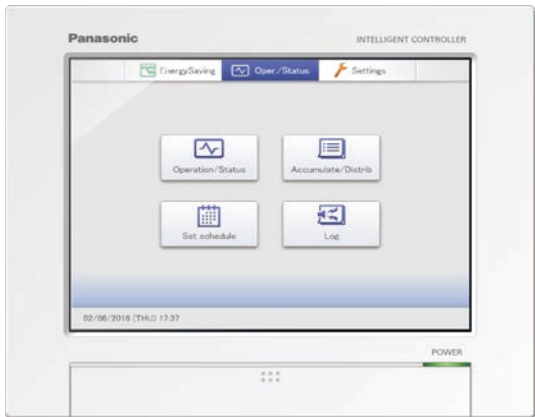 Panasonic INTELLIGENT CONTROLLER
EnergySaving Oper./Status Settings
Operation/Status Accumulate/Distrib
Set schedule Log
02/06/2016 (THU) 17:37
POWER